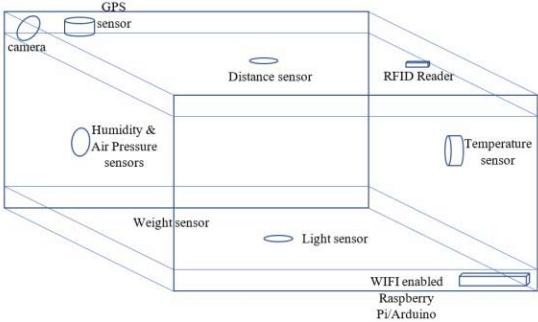 GPS
sensor
camera
Distance sensor
RFID Reader
Humidity &
Air Pressure
sensors
Temperature
sensor
Weight sensor
Light sensor
WIFI enabled
Raspberry
Pi/Arduino